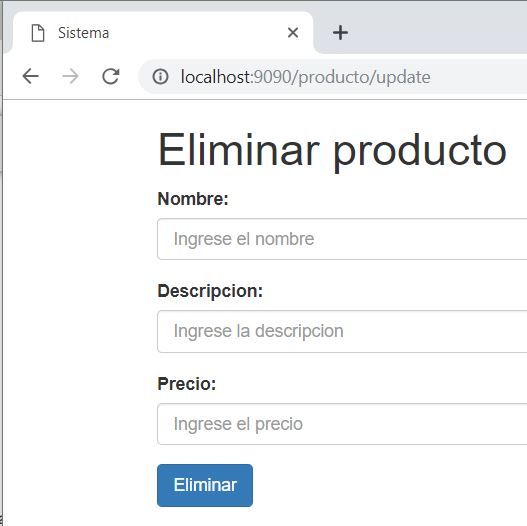 Sistema
localhost:9090/producto/update
Eliminar producto
Nombre:
Ingrese el nombre
Descripcion:
Ingrese la descripcion
Precio:
Ingrese el precio
Eliminar